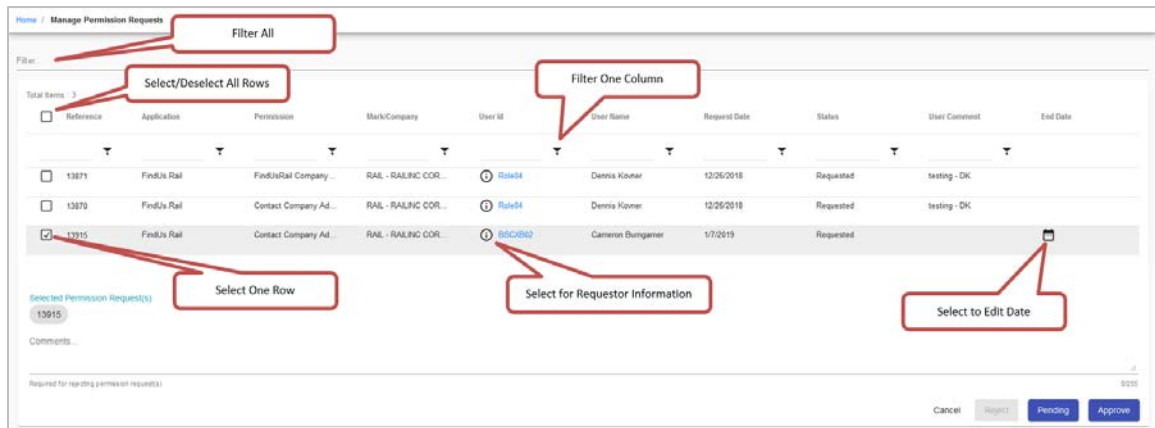 Home / Manage Permission Requests
Filter All
Filter...
Select/Deselect All Rows
Filter One Column
Total Items : 3
Reference Application Permission Mark/Company User Id User Name Request Date Status User Comment End Date
13871 FindUs Rail FindUsRail Company ... RAIL - RAILINC COR... Role04 Dennis Kovner 12/26/2018 Requested testing - DK
13870 FindUs Rail Contact Company Ad... RAIL - RAILINC COR... Role04 Dennis Kovner 12/26/2018 Requested testing - DK
13915 FindUs Rail Contact Company Ad... RAIL - RAILINC COR... BSCXB02 Cameron Bumgarner 1/7/2019 Requested
Select One Row
Select for Requestor Information
Select to Edit Date
Selected Permission Request(s)
13915
Comments...
Required for rejecting permission request(s)
0/255
Cancel Reject Pending Approve